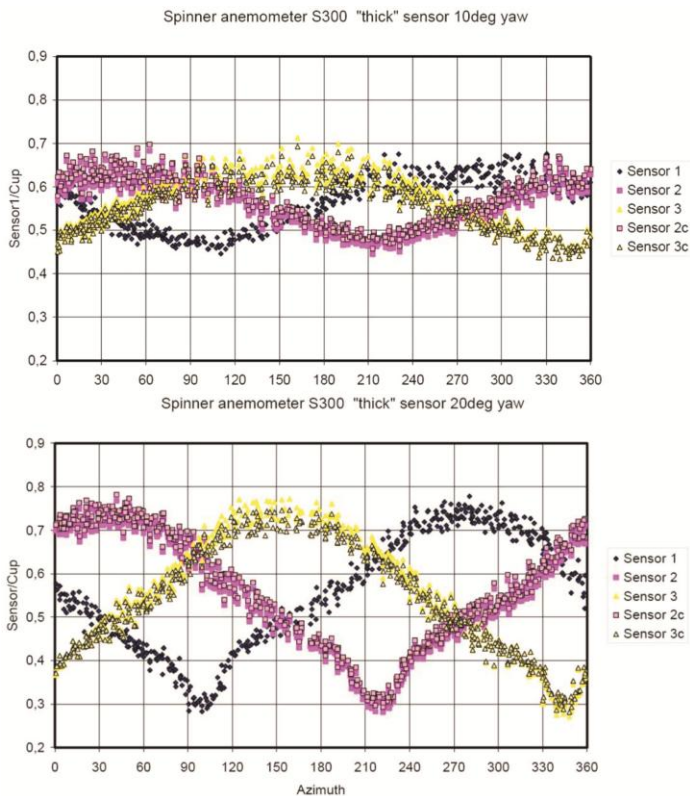 Spinner anemometer S300 "thick" sensor 10deg yaw
0,9
0,8
0,7
0,6
0,5
0,4
0,3
0,2
Sensor1/Cup
0 30 60 90 120 150 180 210 240 270 300 330 360
Sensor 1
Sensor 2
Sensor 3
Sensor 2c
Sensor 3c
Spinner anemometer S300 "thick" sensor 20deg yaw
0,9
0,8
0,7
0,6
0,5
0,4
0,3
0,2
Sensor/Cup
0 30 60 90 120 150 180 210 240 270 300 330 360
Azimuth
Sensor 1
Sensor 2
Sensor 3
Sensor 2c
Sensor 3c